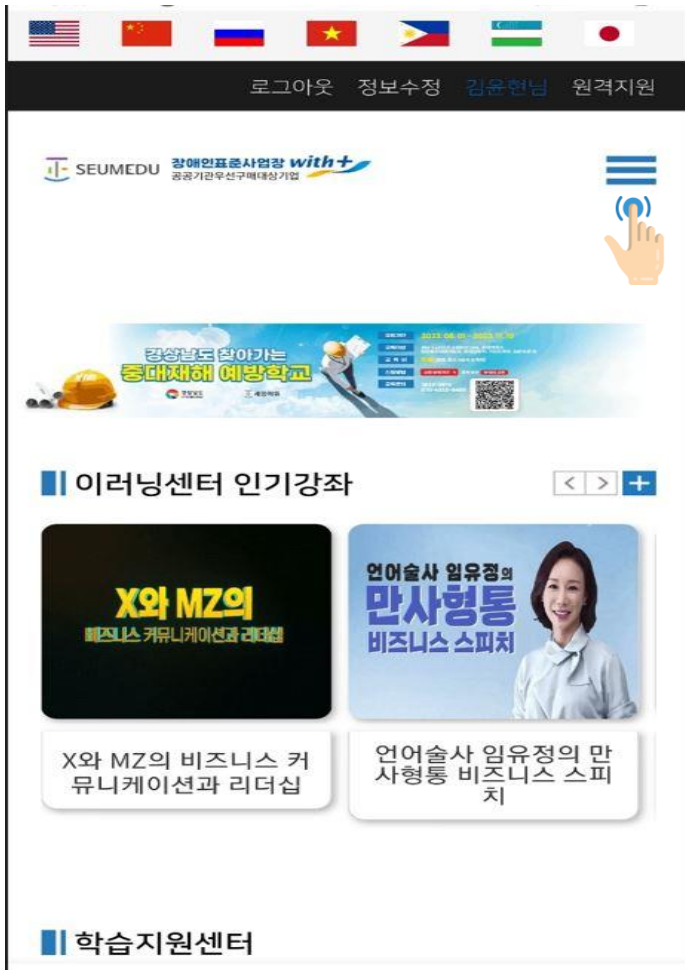 로그아웃 정보수정 김윤현님 원격지원
SEUMEDU 장애인표준사업장 with+
공공기관우선구매대상기업
경상남도 찾아가는
중대재해 예방학교
이러닝센터 인기강좌
X와 MZ의
비즈니스 커뮤니케이션과 리더십
언어술사 임유정의
만사형통
비즈니스 스피치
X와 MZ의 비즈니스 커
뮤니케이션과 리더십
언어술사 임유정의 만
사형통 비즈니스 스피
치
학습지원센터